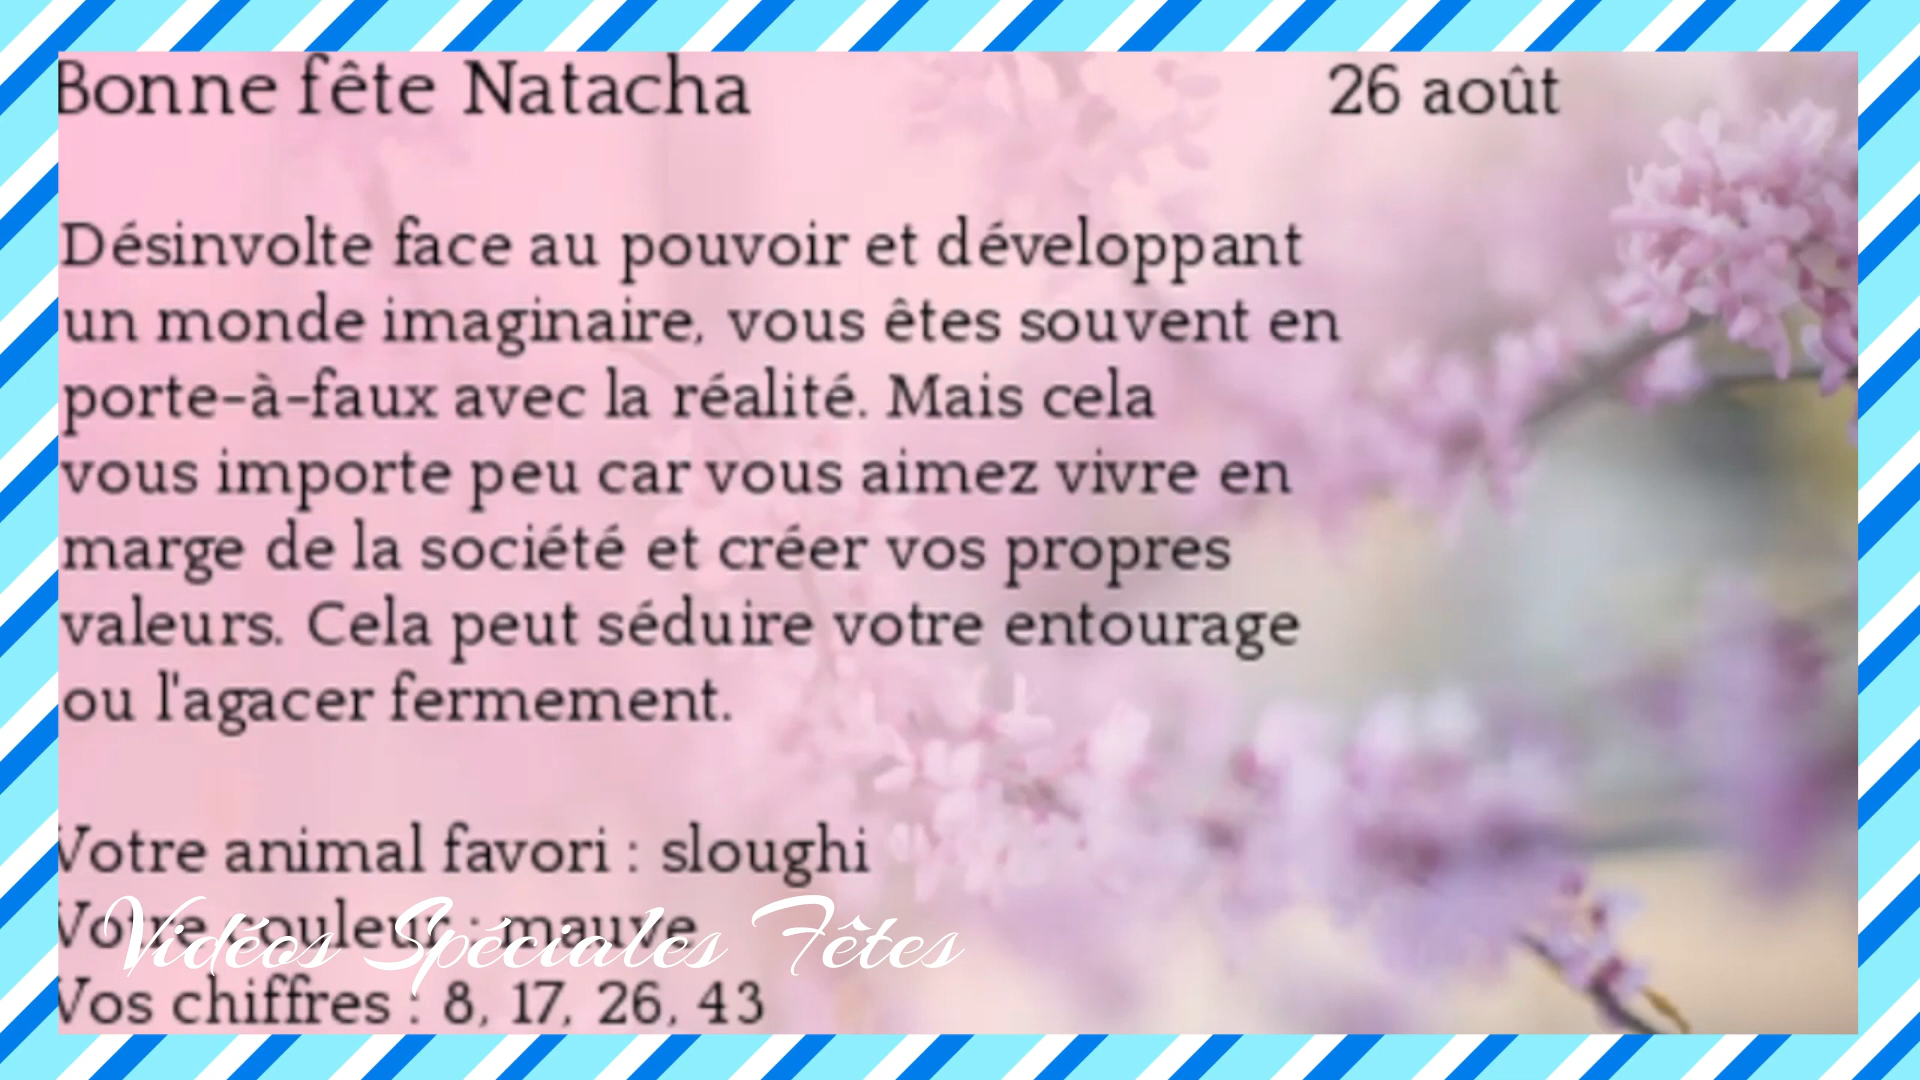 Bonne fête Natacha 26 août
Désinvolte face au pouvoir et développant
un monde imaginaire, vous êtes souvent en
porte-à-faux avec la réalité. Mais cela
vous importe peu car vous aimez vivre en
marge de la société et créer vos propres
valeurs. Cela peut séduire votre entourage
ou l'agacer fermement.
Votre animal favori : sloughi
Votre couleur : mauve
Vidéos Spéciales Fêtes
Vos chiffres : 8, 17, 26, 43